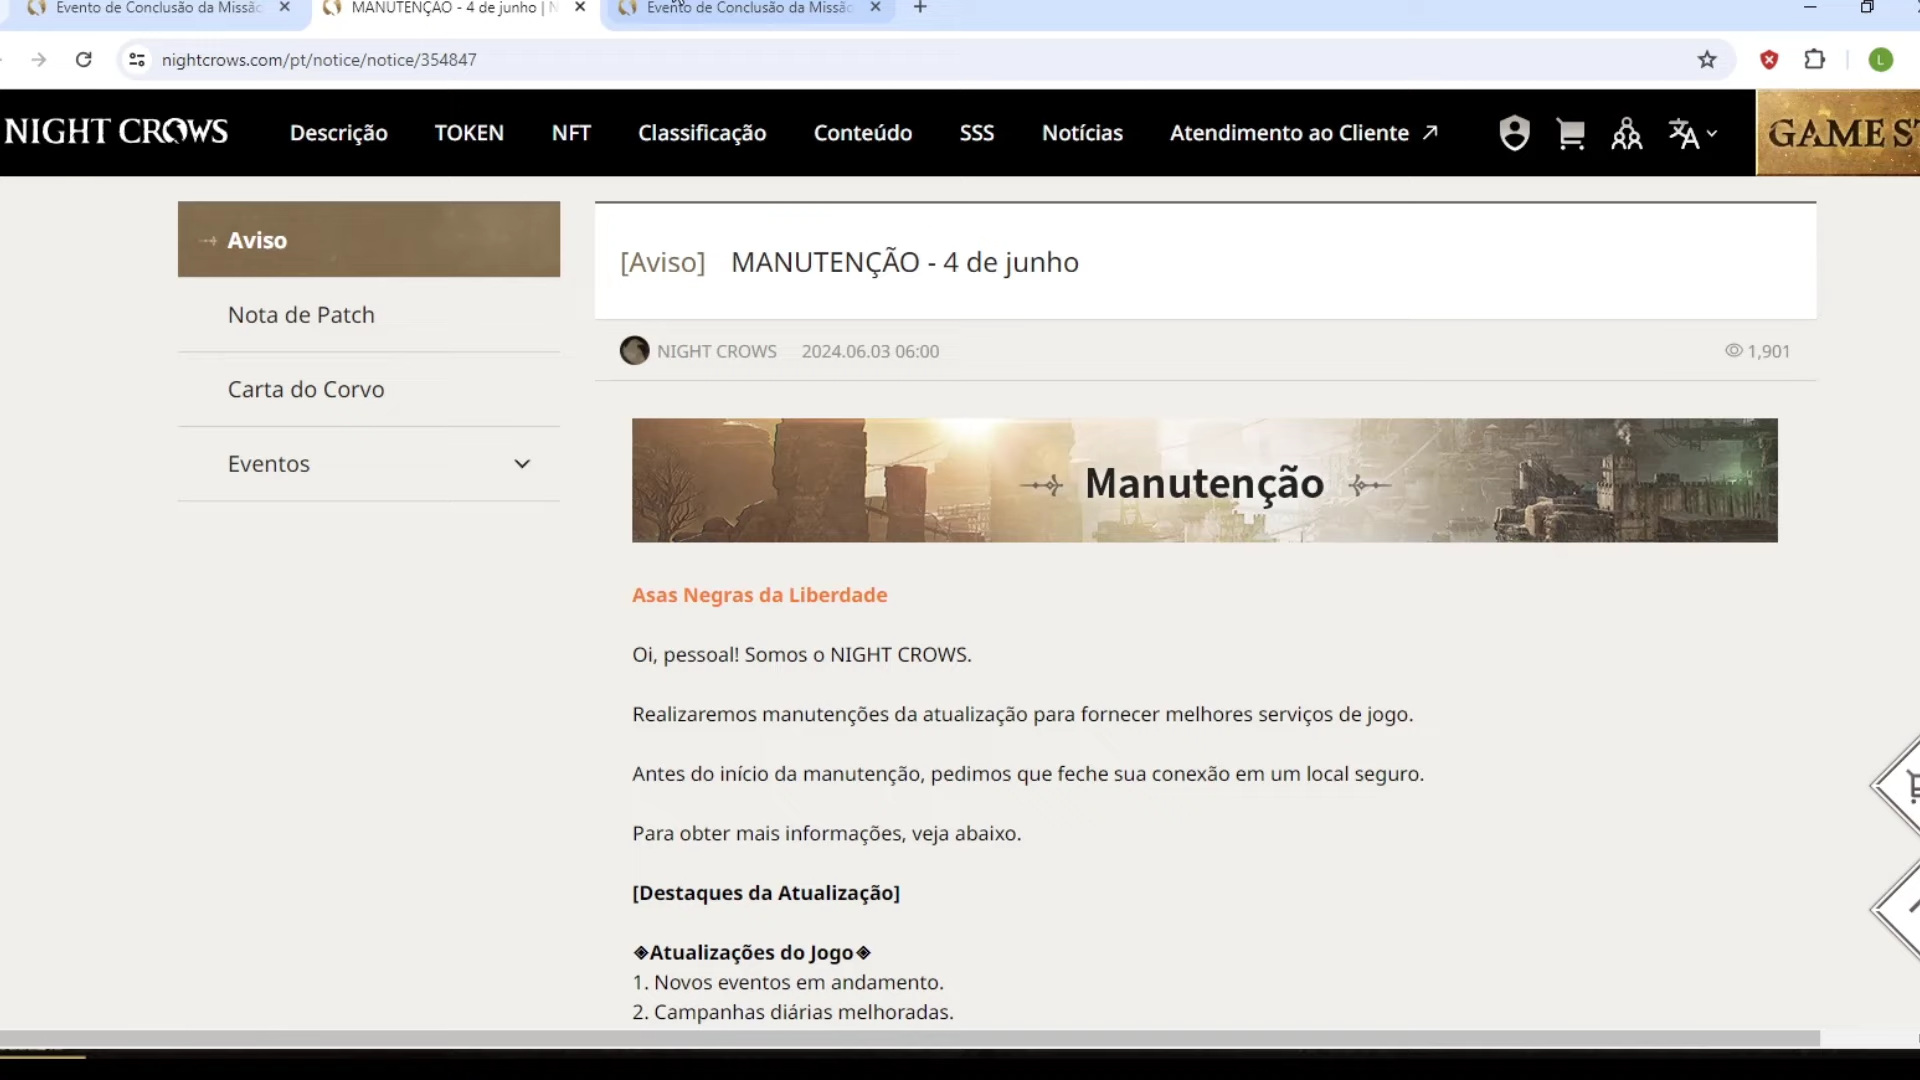 Evento de Conclusão da Missão
MANUTENÇÃO - 4 de junho | N
Evento de Conclusão da Missão
nightcrows.com/pt/notice/notice/354847
L
NIGHT CROWS
Descrição
TOKEN
NFT
Classificação
Conteúdo
SSS
Notícias
Atendimento ao Cliente
GAME ST
Aviso
Nota de Patch
Carta do Corvo
Eventos
[Aviso] MANUTENÇÃO - 4 de junho
NIGHT CROWS 2024.06.03 06:00
1,901
Manutenção
Asas Negras da Liberdade
Oi, pessoal! Somos o NIGHT CROWS.
Realizaremos manutenções da atualização para fornecer melhores serviços de jogo.
Antes do início da manutenção, pedimos que feche sua conexão em um local seguro.
Para obter mais informações, veja abaixo.
[Destaques da Atualização]
◈Atualizações do Jogo◈
1. Novos eventos em andamento.
2. Campanhas diárias melhoradas.